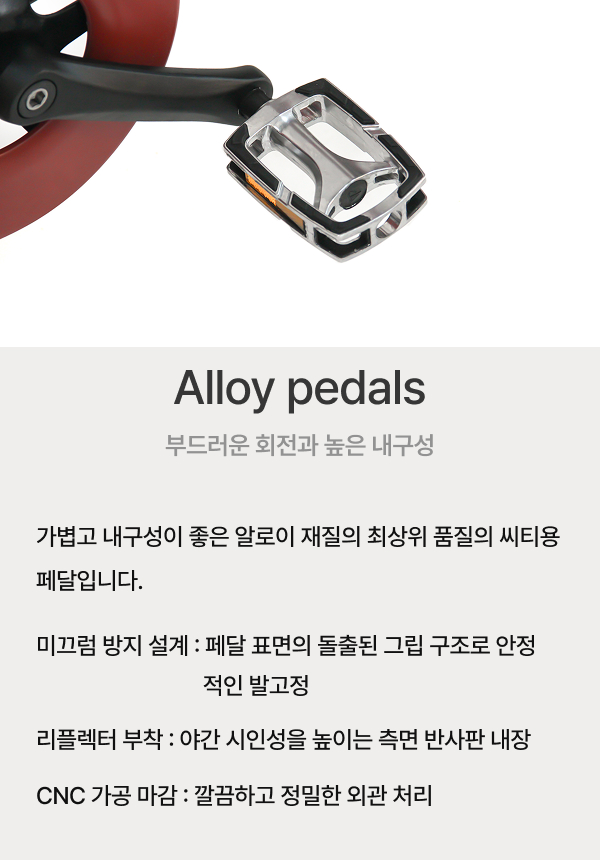 Alloy pedals
부드러운 회전과 높은 내구성
가볍고 내구성이 좋은 알로이 재질의 최상위 품질의 씨티용
페달입니다.
미끄럼 방지 설계 : 페달 표면의 돌출된 그립 구조로 안정
적인 발고정
리플렉터 부착 : 야간 시인성을 높이는 측면 반사판 내장
CNC 가공 마감 : 깔끔하고 정밀한 외관 처리